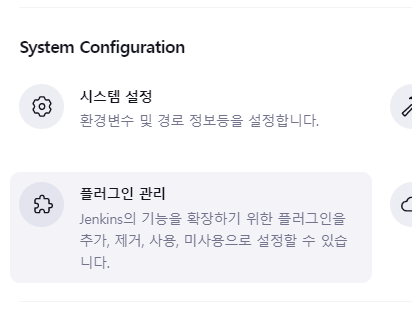 System Configuration
시스템 설정
환경변수 및 경로 정보등을 설정합니다.
플러그인 관리
Jenkins의 기능을 확장하기 위한 플러그인을
추가, 제거, 사용, 미사용으로 설정할 수 있습
니다.